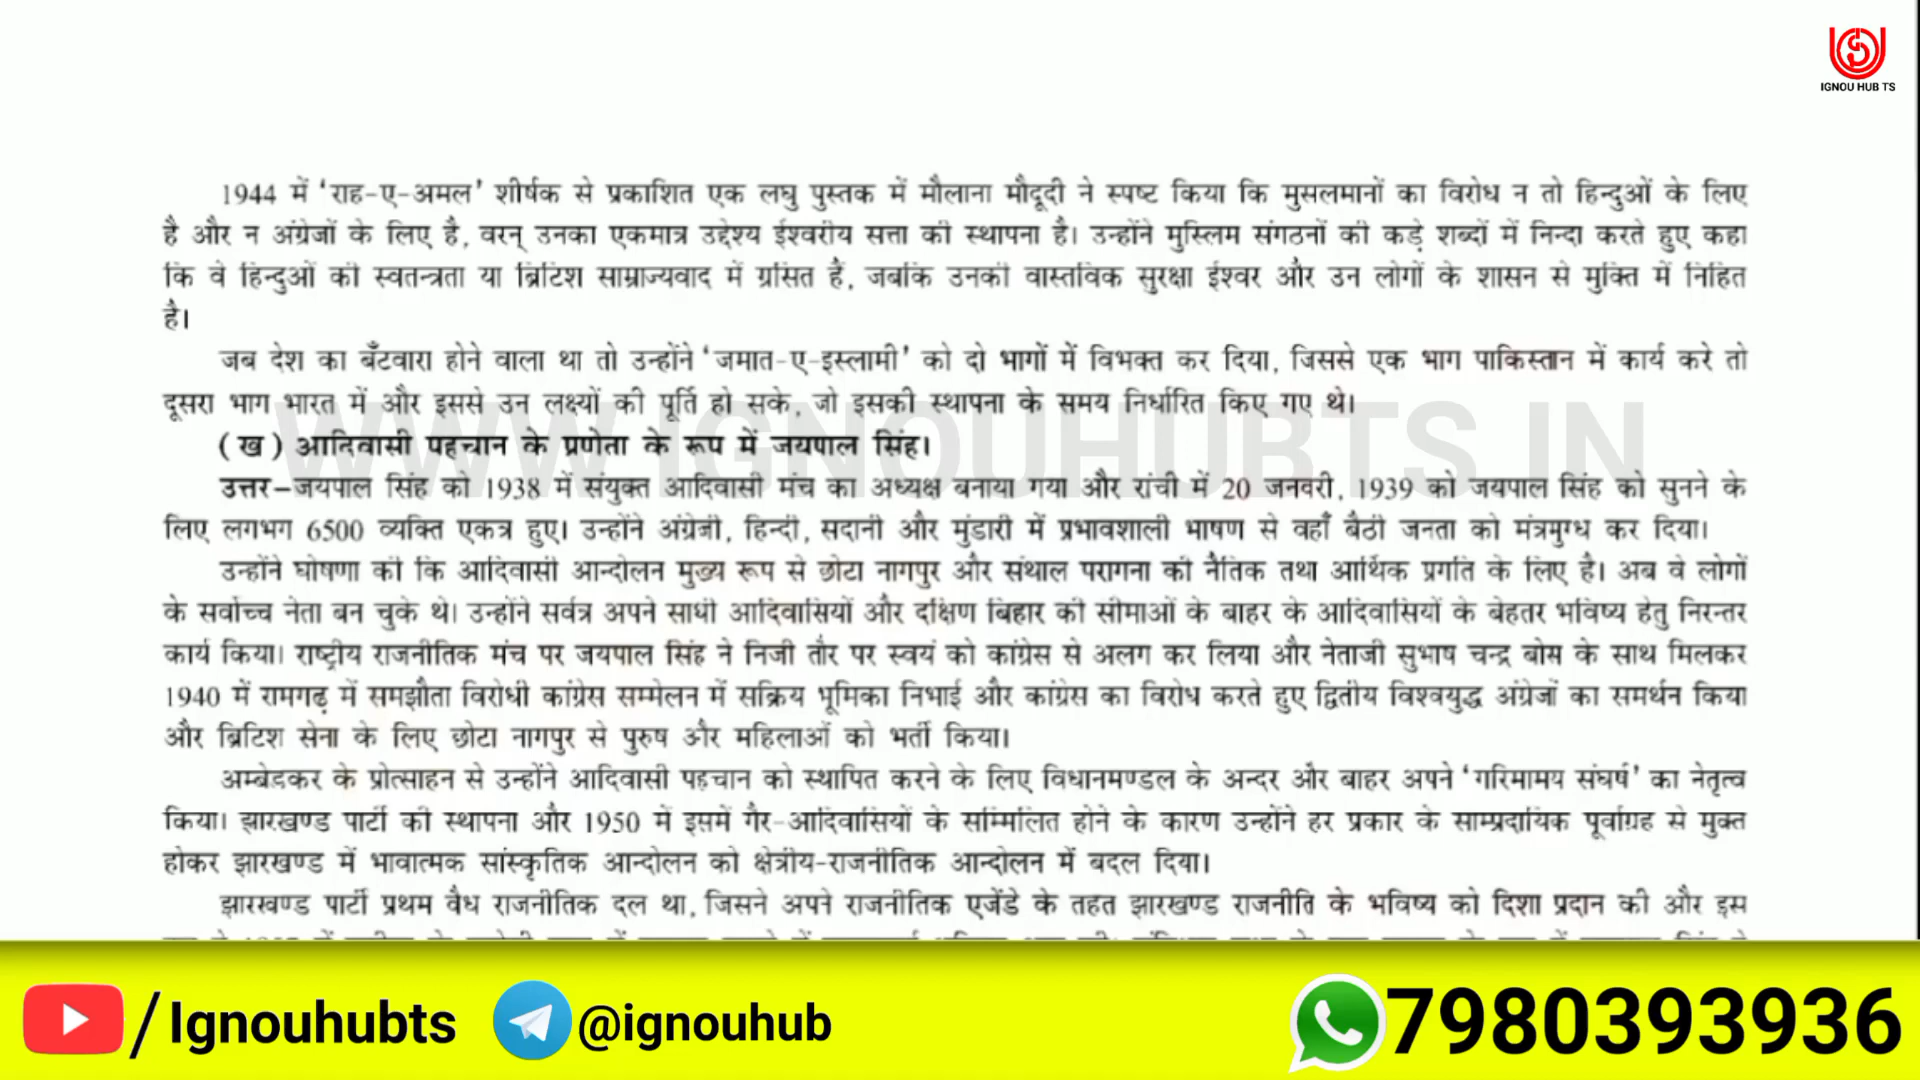 IGNOU HUB TS
1944 में ‘राह-ए-अमल’ शीर्षक से प्रकाशित एक लघु पुस्तक में मौलाना मौदूदी ने स्पष्ट किया कि मुसलमानों का विरोध न तो हिन्दुओं के लिए
है और न अंग्रेजों के लिए है, वरन् उनका एकमात्र उद्देश्य ईश्वरीय सत्ता की स्थापना है। उन्होंने मुस्लिम संगठनों की कड़े शब्दों में निन्दा करते हुए कहा
कि वे हिन्दुओं की स्वतन्त्रता या ब्रिटिश साम्राज्यवाद में ग्रसित हैं, जबकि उनकी वास्तविक सुरक्षा ईश्वर और उन लोगों के शासन से मुक्ति में निहित
है।
जब देश का बँटवारा होने वाला था तो उन्होंने ‘जमात-ए-इस्लामी’ को दो भागों में विभक्त कर दिया, जिससे एक भाग पाकिस्तान में कार्य करे तो
दूसरा भाग भारत में और इससे उन लक्ष्यों की पूर्ति हो सके, जो इसकी स्थापना के समय निर्धारित किए गए थे।
WWW.IGNOUHUBTS.IN
(ख) आदिवासी पहचान के प्रणेता के रूप में जयपाल सिंह।
उत्तर–जयपाल सिंह को 1938 में संयुक्त आदिवासी मंच का अध्यक्ष बनाया गया और रांची में 20 जनवरी, 1939 को जयपाल सिंह को सुनने के
लिए लगभग 6500 व्यक्ति एकत्र हुए। उन्होंने अंग्रेजी, हिन्दी, सदानी और मुंडारी में प्रभावशाली भाषण से वहाँ बैठी जनता को मंत्रमुग्ध कर दिया।
उन्होंने घोषणा की कि आदिवासी आन्दोलन मुख्य रूप से छोटा नागपुर और संथाल परागना की नैतिक तथा आर्थिक प्रगति के लिए है। अब वे लोगों
के सर्वोच्च नेता बन चुके थे। उन्होंने सर्वत्र अपने साथी आदिवासियों और दक्षिण बिहार की सीमाओं के बाहर के आदिवासियों के बेहतर भविष्य हेतु निरन्तर
कार्य किया। राष्ट्रीय राजनीतिक मंच पर जयपाल सिंह ने निजी तौर पर स्वयं को कांग्रेस से अलग कर लिया और नेताजी सुभाष चन्द्र बोस के साथ मिलकर
1940 में रामगढ़ में समझौता विरोधी कांग्रेस सम्मेलन में सक्रिय भूमिका निभाई और कांग्रेस का विरोध करते हुए द्वितीय विश्वयुद्ध अंग्रेजों का समर्थन किया
और ब्रिटिश सेना के लिए छोटा नागपुर से पुरुष और महिलाओं को भर्ती किया।
अम्बेडकर के प्रोत्साहन से उन्होंने आदिवासी पहचान को स्थापित करने के लिए विधानमण्डल के अन्दर और बाहर अपने ‘गरिमामय संघर्ष’ का नेतृत्व
किया। झारखण्ड पार्टी की स्थापना और 1950 में इसमें गैर-आदिवासियों के सम्मिलित होने के कारण उन्होंने हर प्रकार के साम्प्रदायिक पूर्वाग्रह से मुक्त
होकर झारखण्ड में भावात्मक सांस्कृतिक आन्दोलन को क्षेत्रीय-राजनीतिक आन्दोलन में बदल दिया।
झारखण्ड पार्टी प्रथम वैध राजनीतिक दल था, जिसने अपने राजनीतिक एजेंडे के तहत झारखण्ड राजनीति के भविष्य को दिशा प्रदान की और इस
/Ignouhubts @ignouhub 7980393936